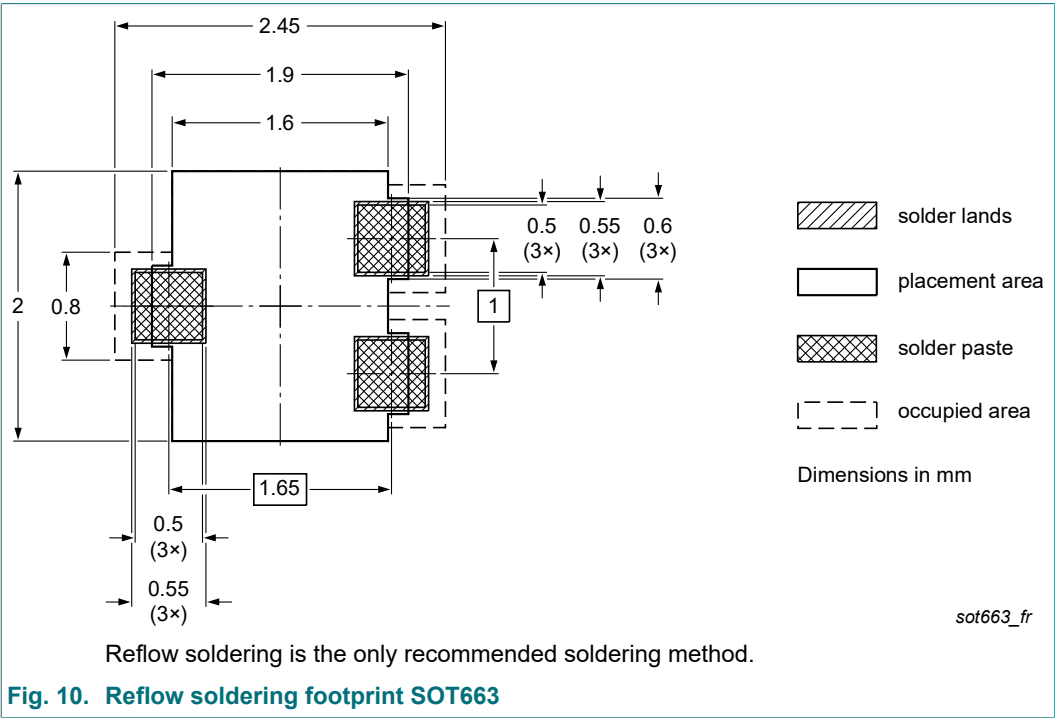 2.45
1.9
1.6
0.5 0.55 0.6
(3×) (3×) (3×)
2
0.8
1
1.65
0.5
(3×)
0.55
(3×)
solder lands
placement area
solder paste
occupied area
Dimensions in mm
sot663_fr
Reflow soldering is the only recommended soldering method.
Fig. 10. Reflow soldering footprint SOT663